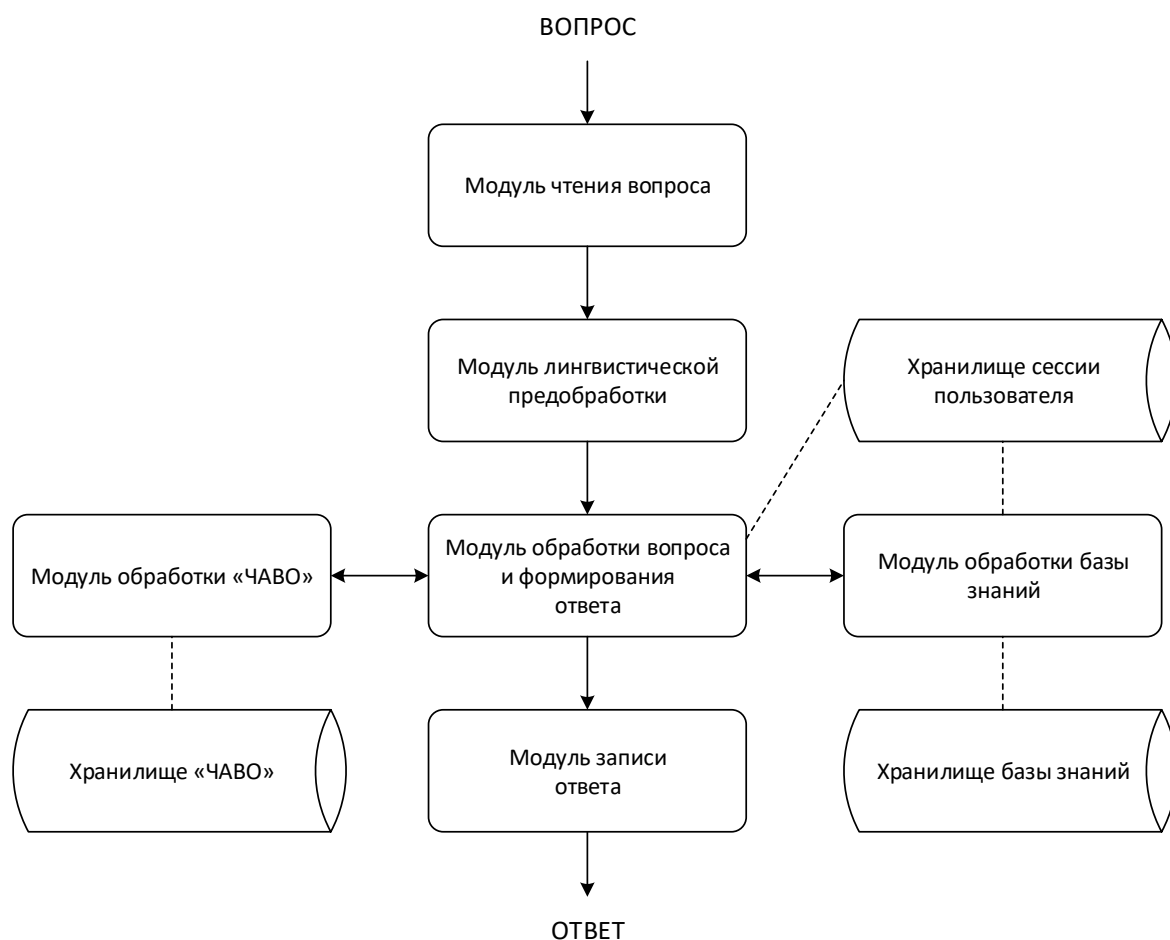 ВОПРОС
Модуль чтения вопроса
Модуль лингвистической
предобработки
Хранилище сессии
пользователя
Модуль обработки «ЧАВО»
Модуль обработки вопроса
и формирования
ответа
Модуль обработки базы
знаний
Хранилище «ЧАВО»
Модуль записи
ответа
Хранилище базы знаний
ОТВЕТ